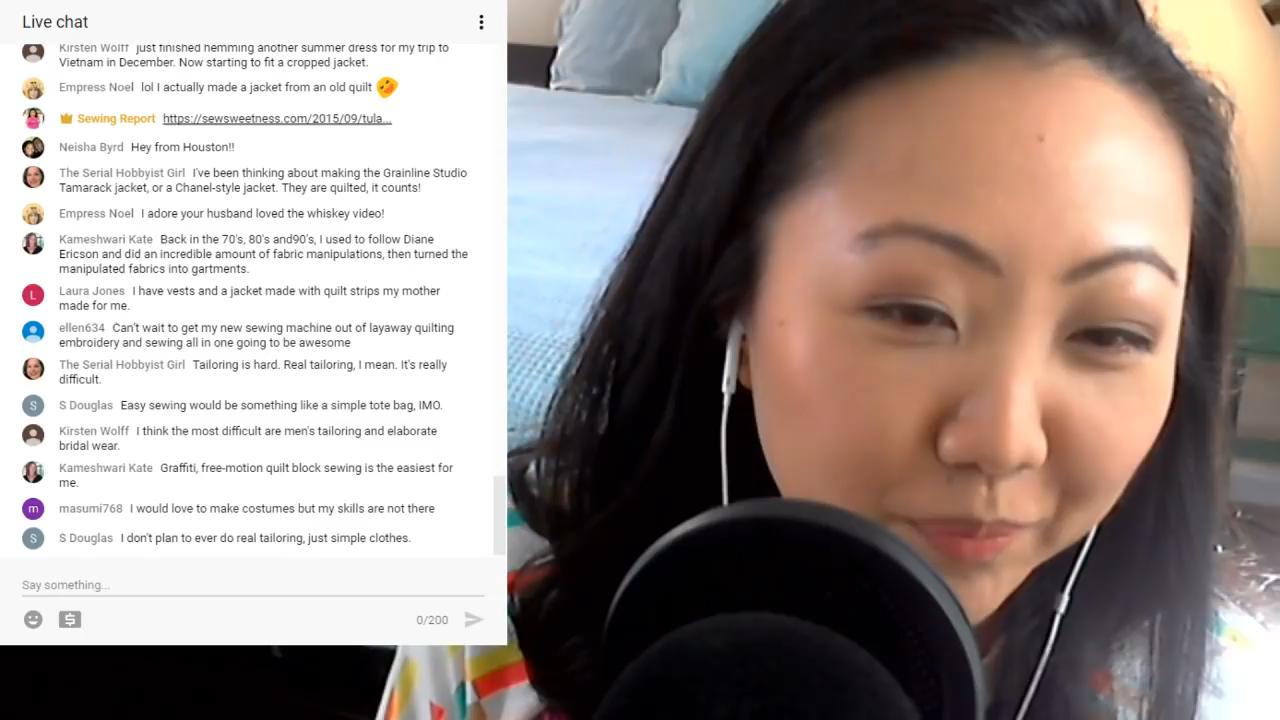 Live chat
Kirsten Wolff just finished hemming another summer dress for my trip to
Vietnam in December. Now starting to fit a cropped jacket.
Empress Noel lol I actually made a jacket from an old quilt
Sewing Report https://sewsweetness.com/2015/09/tula...
Neisha Byrd Hey from Houston!!
The Serial Hobbyist Girl I've been thinking about making the Grainline Studio
Tamarack jacket, or a Chanel-style jacket. They are quilted, it counts!
Empress Noel I adore your husband loved the whiskey video!
Kameshwari Kate Back in the 70's, 80's and90's, I used to follow Diane
Ericson and did an incredible amount of fabric manipulations, then turned the
manipulated fabrics into gartments.
L Laura Jones I have vests and a jacket made with quilt strips my mother
made for me.
ellen634 Can't wait to get my new sewing machine out of layaway quilting
embroidery and sewing all in one going to be awesome
The Serial Hobbyist Girl Tailoring is hard. Real tailoring, I mean. It's really
difficult.
S S Douglas Easy sewing would be something like a simple tote bag, IMO.
Kirsten Wolff I think the most difficult are men's tailoring and elaborate
bridal wear.
Kameshwari Kate Graffiti, free-motion quilt block sewing is the easiest for
me.
m masumi768 I would love to make costumes but my skills are not there
S S Douglas I don't plan to ever do real tailoring, just simple clothes.
Say something...
$ 0/200